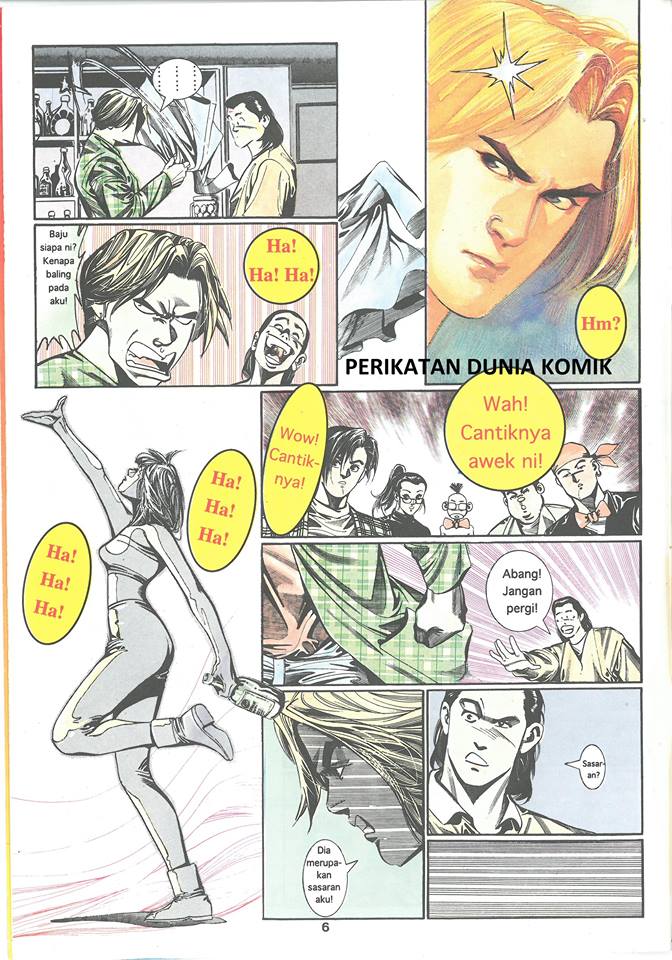 Hm?
Baju
siapa ni?
Kenapa
baling
pada
aku!
Ha!
Ha! Ha!
PERIKATAN DUNIA KOMIK
Wow!
Cantik-
nya!
Wah!
Cantiknya
awek ni!
Ha!
Ha!
Ha!
Ha!
Ha!
Ha!
Abang!
Jangan
pergi!
Dia
merupa-
kan
sasaran
aku!
Sasar-
an?
6